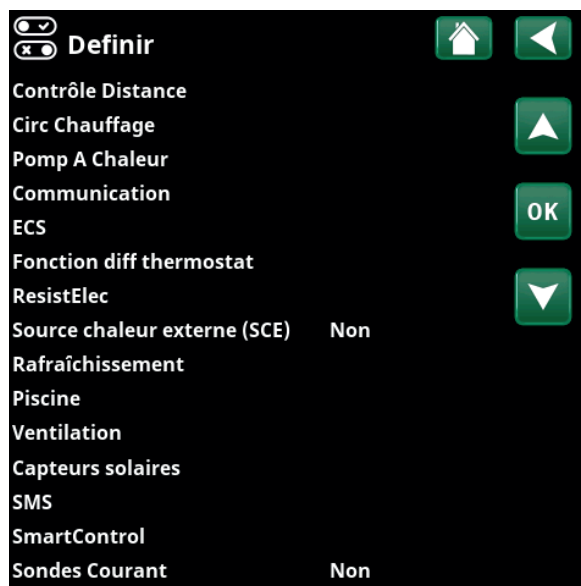 Definir
Contrôle Distance
Circ Chauffage
Pomp A Chaleur
Communication
ECS
OK
Fonction diff thermostat
ResistElec
Source chaleur externe (SCE) Non
Rafraîchissement
Piscine
Ventilation
Capteurs solaires
SMS
SmartControl
Sondes Courant Non